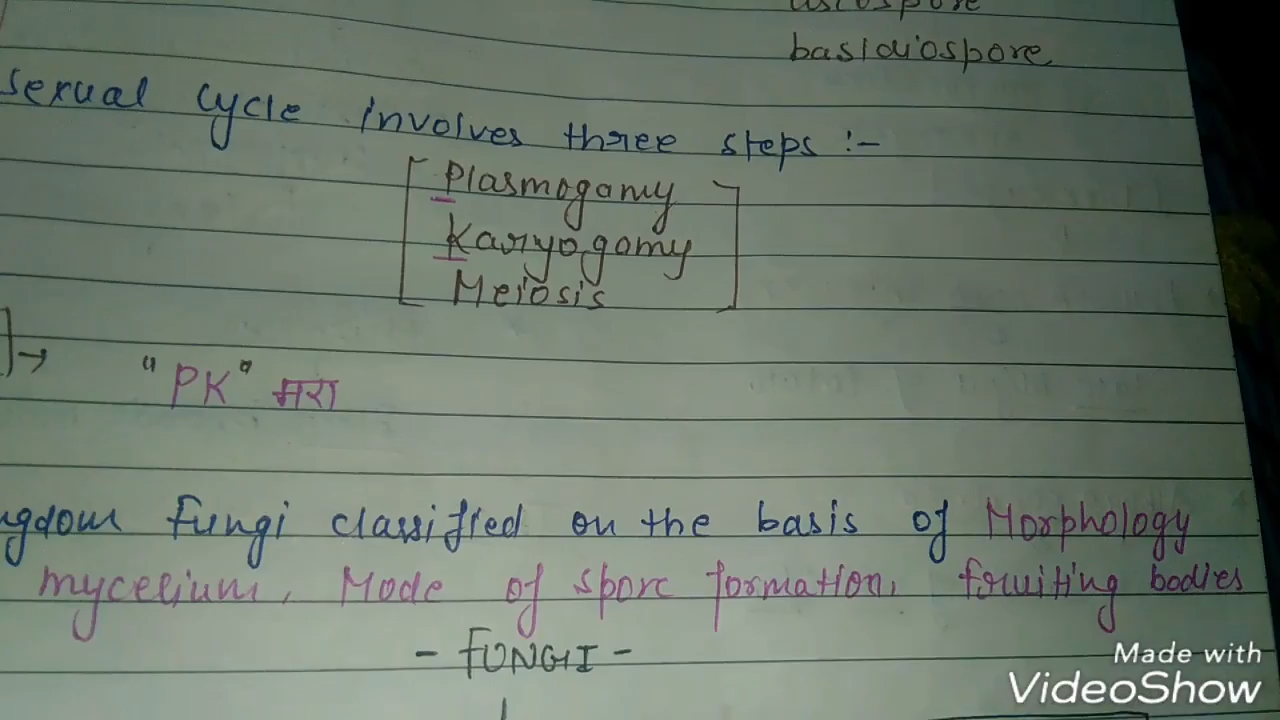 basidiospore
sexual cycle involves three steps :-
Plasmogamy
Karyogamy
Meiosis
"PK" मरा
fungi classified on the basis of Morphology
mycelium, Mode of spore formation, fruiting bodies
- FUNGI -
Made with
VideoShow